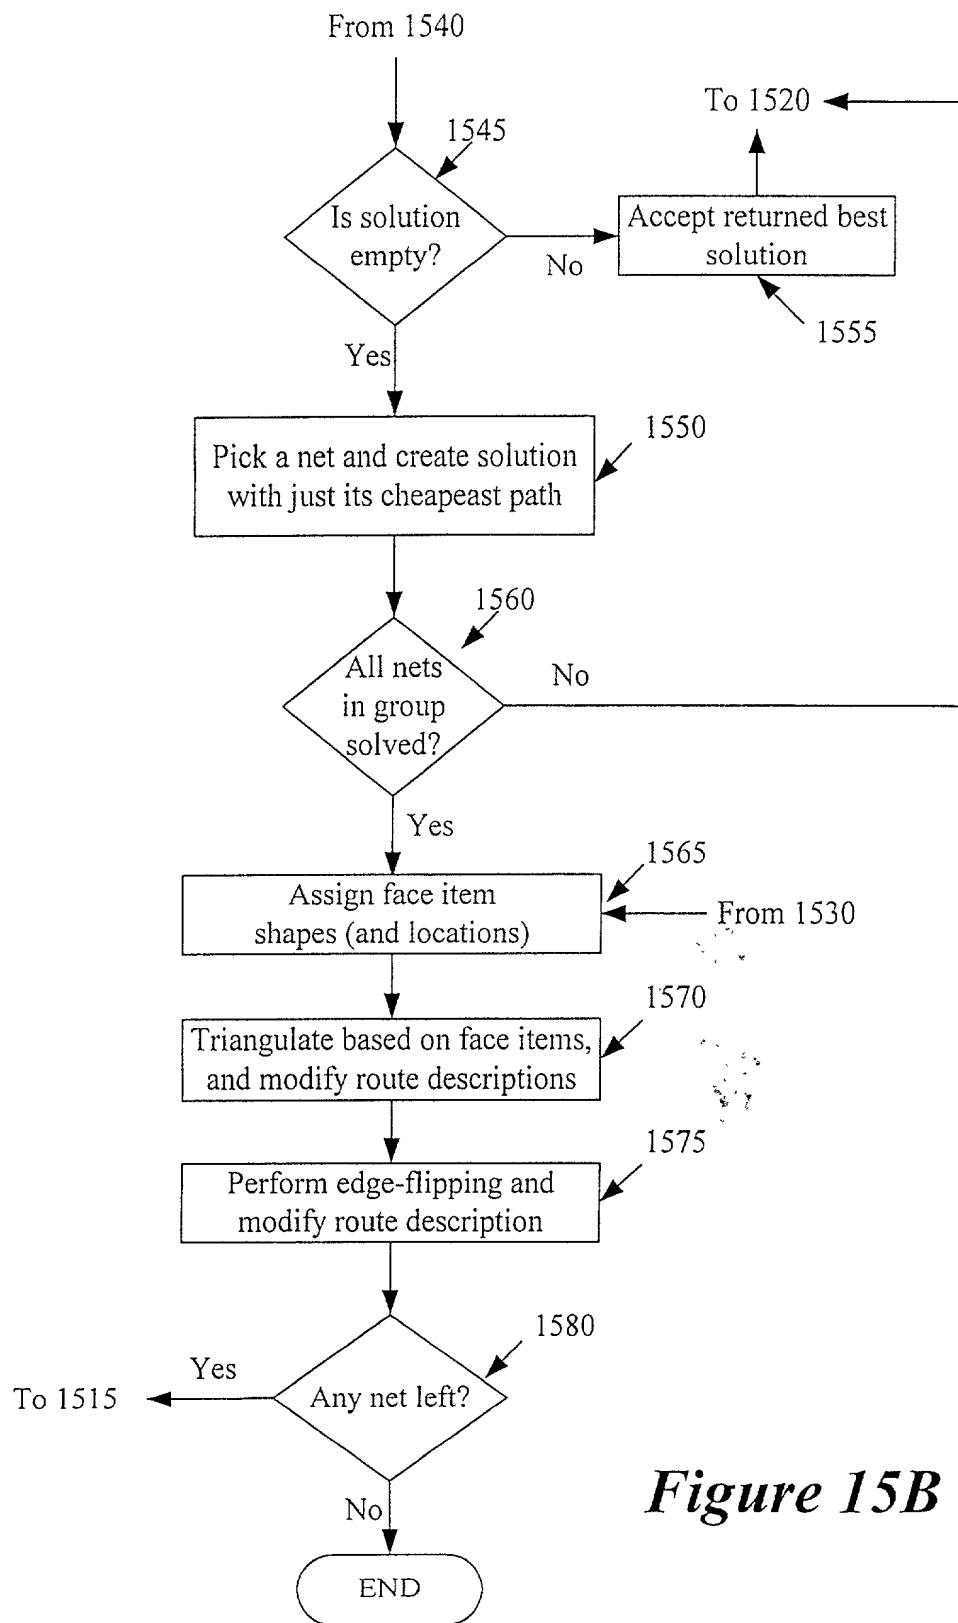 From 1540
To 1520
1545
Is solution
empty?
No
Accept returned best
solution
1555
Yes
Pick a net and create solution
with just its cheapeast path
1550
1560
All nets
in group
solved?
No
Yes
1565
Assign face item
shapes (and locations)
From 1530
1570
Triangulate based on face items,
and modify route descriptions
1575
Perform edge-flipping and
modify route description
1580
Any net left?
Yes
To 1515
No
END
Figure 15B